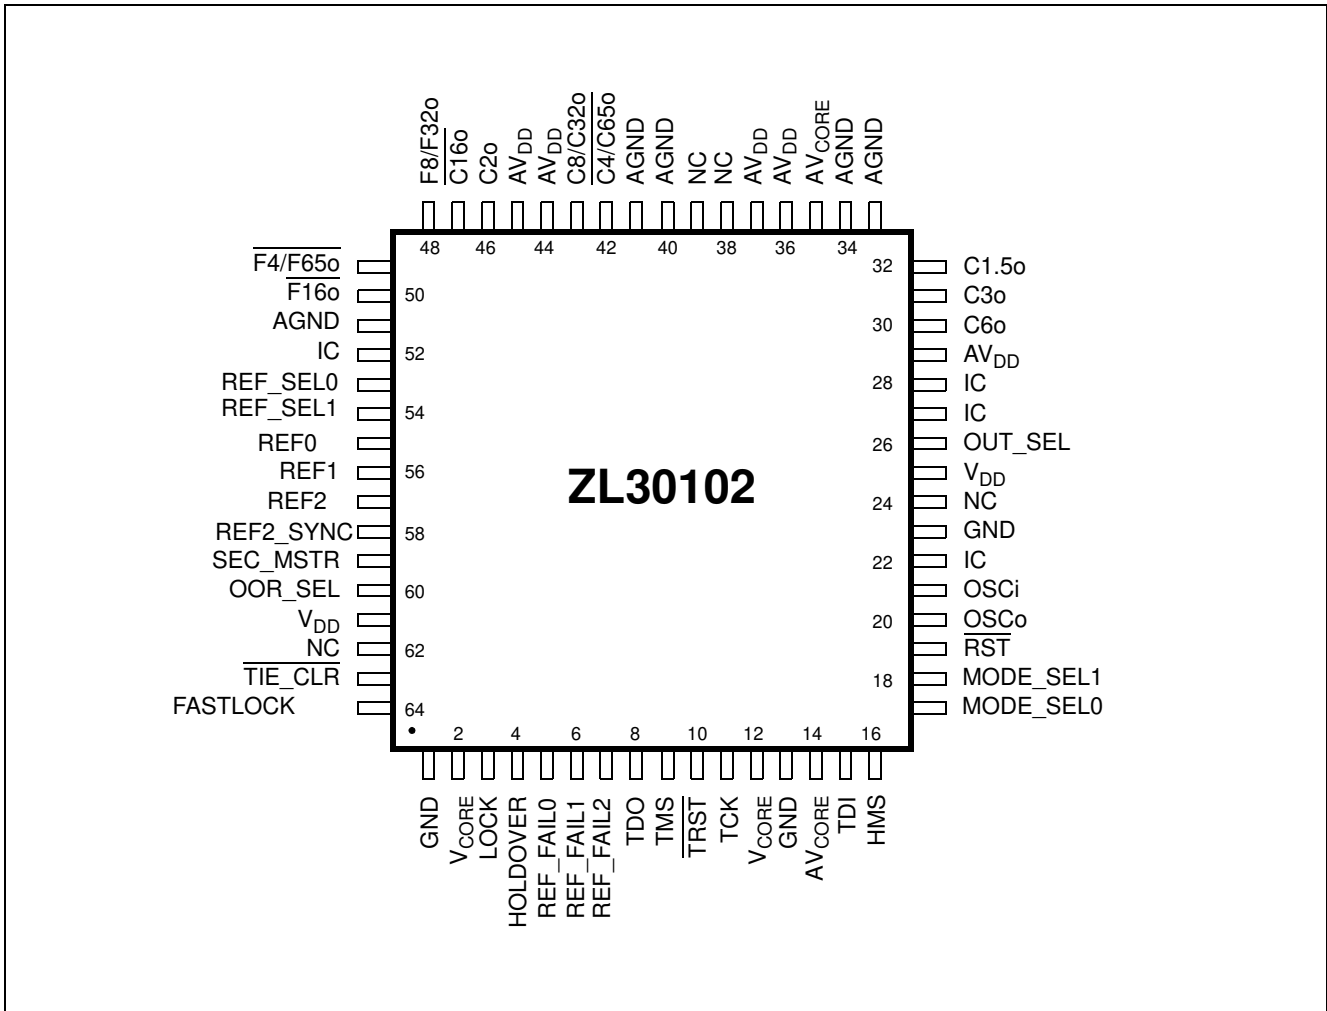 F8/F32o
C16o
C2o
AVDD
AVDD
C8/C32o
C4/C65o
AGND
AGND
NC
NC
AVDD
AVDD
AVCORE
AGND
AGND
48 46 44 42 40 38 36 34
F4/F65o
F16o
AGND
IC
REF_SEL0
REF_SEL1
REF0
REF1
REF2
REF2_SYNC
SEC_MSTR
OOR_SEL
VDD
NC
TIE_CLR
FASTLOCK
50
52
54
56
58
60
62
64
ZL30102
32
30
28
26
24
22
20
18
C1.5o
C3o
C6o
AVDD
IC
IC
OUT_SEL
VDD
NC
GND
IC
OSCi
OSCo
RST
MODE_SEL1
MODE_SEL0
2 4 6 8 10 12 14 16
GND
VCORE
LOCK
HOLDOVER
REF_FAIL0
REF_FAIL1
REF_FAIL2
TDO
TMS
TRST
TCK
VCORE
GND
AVCORE
TDI
HMS